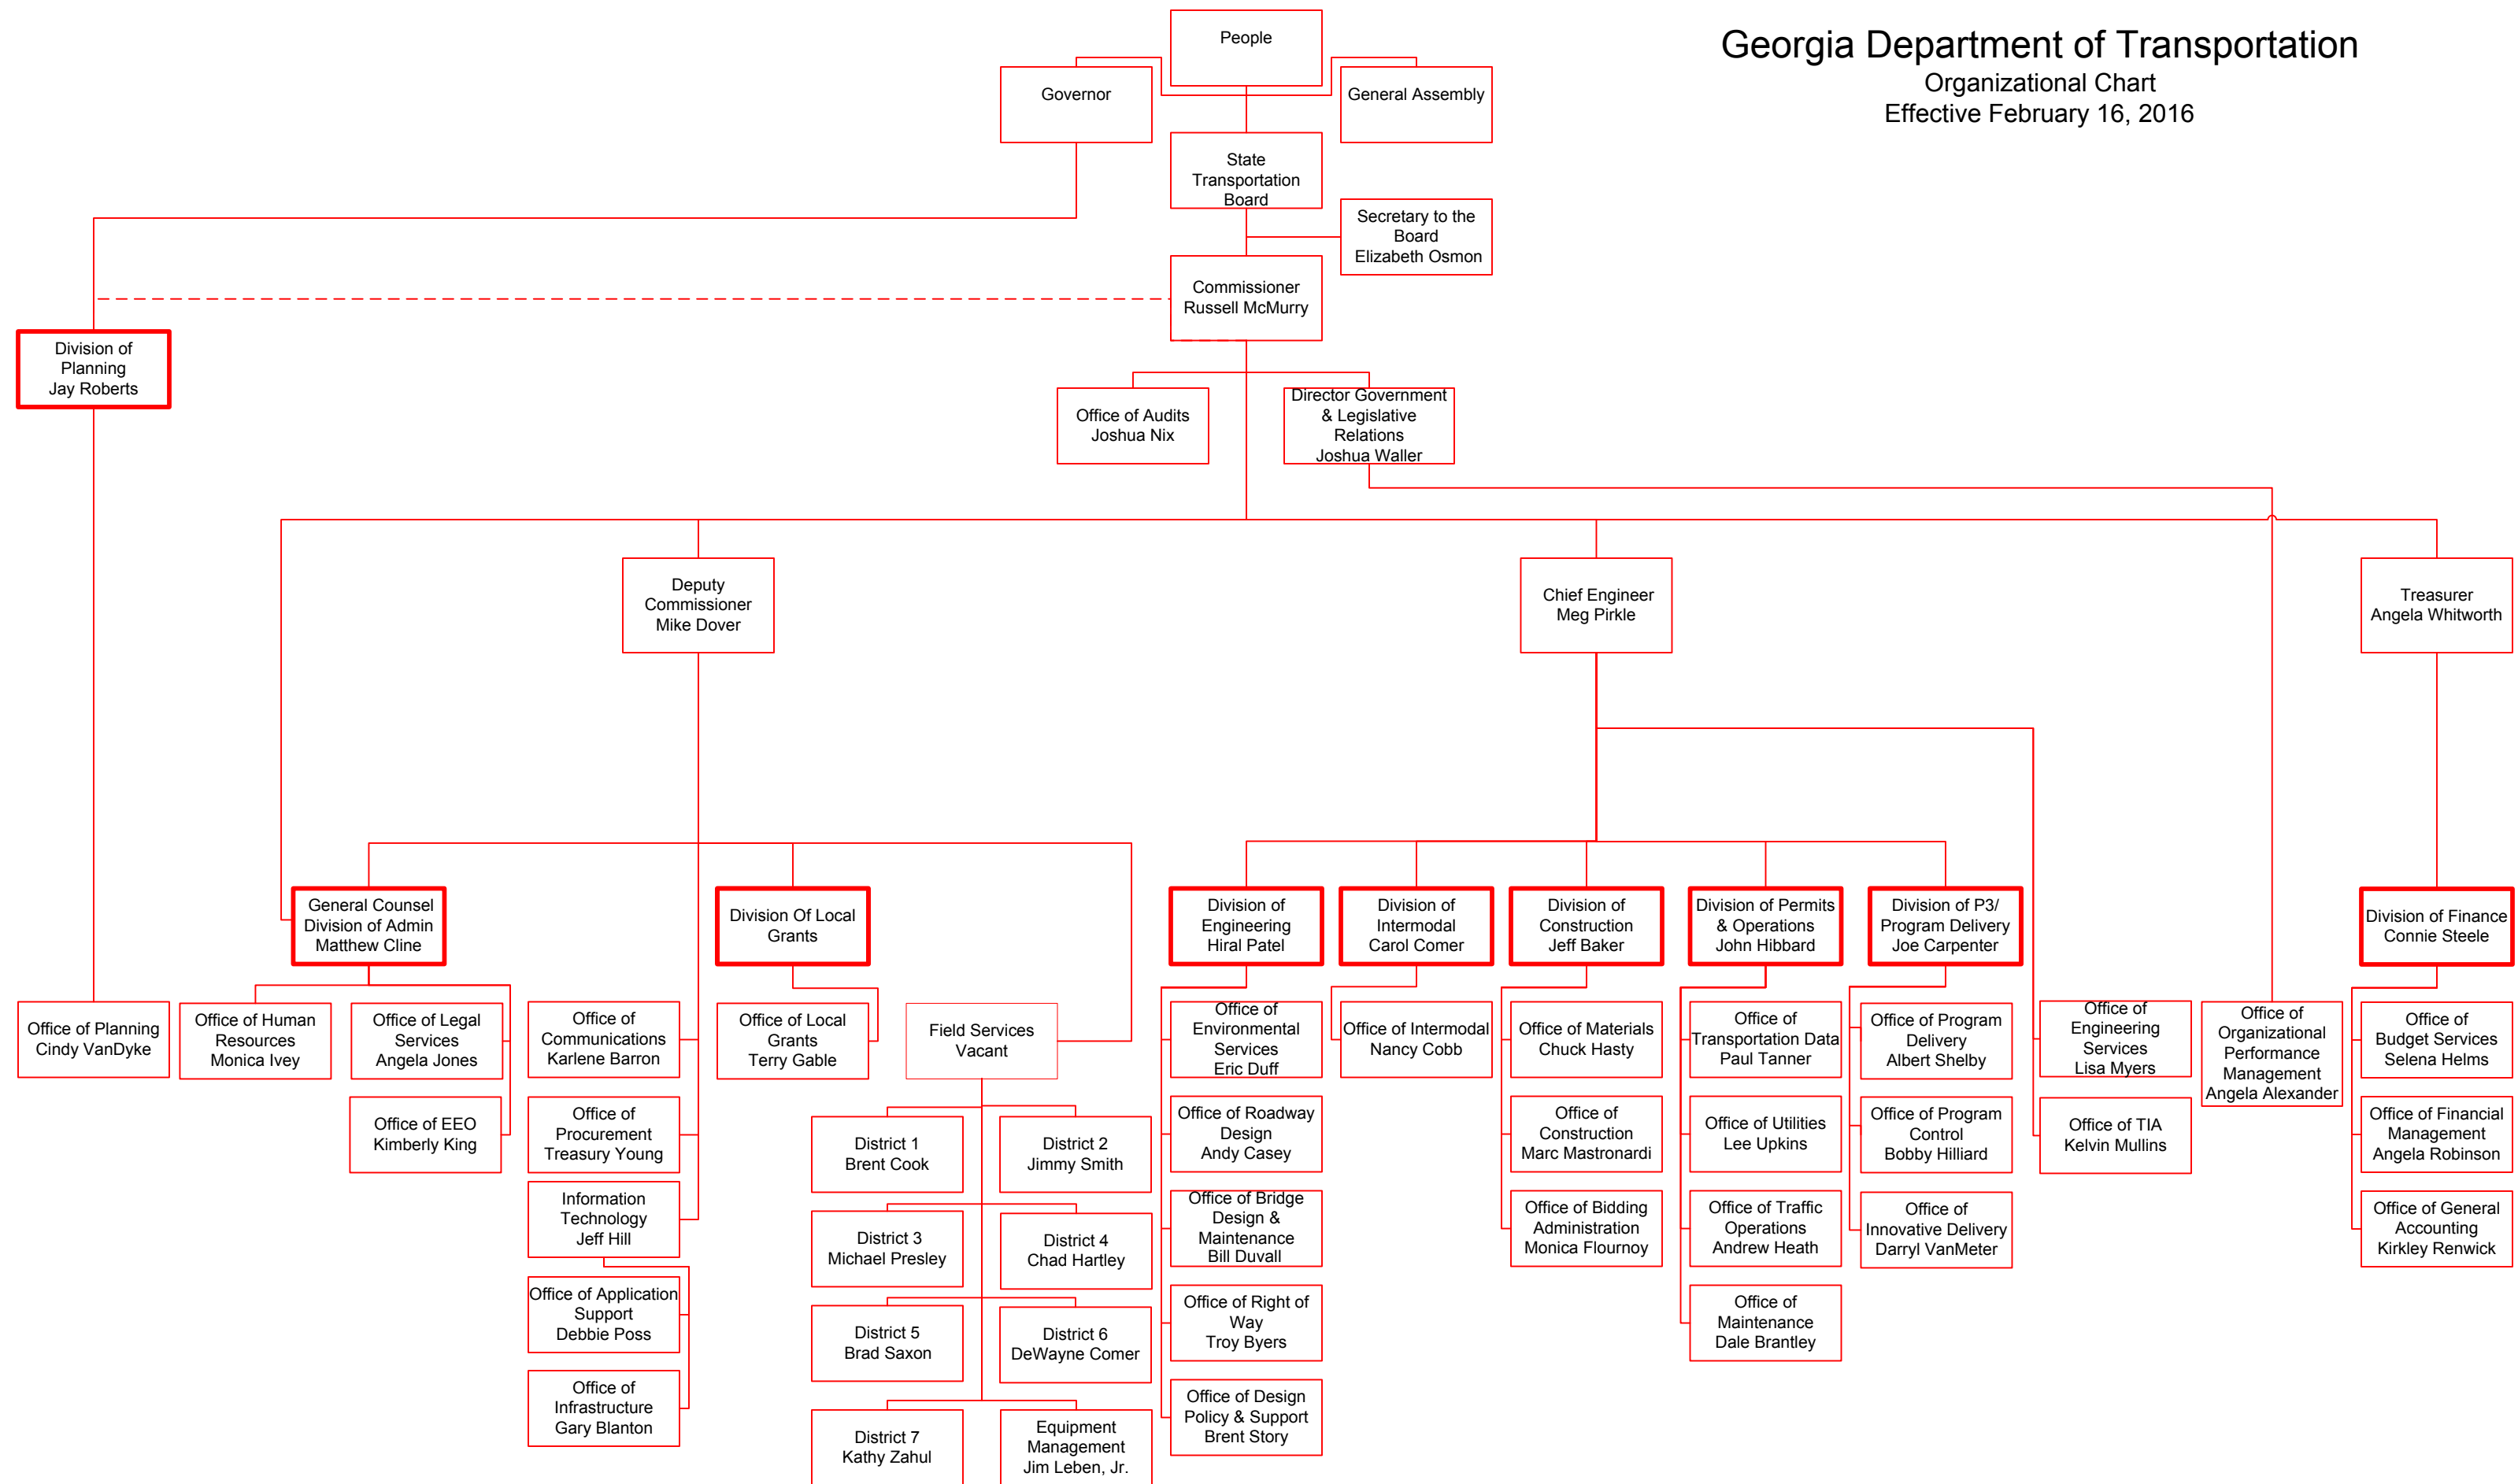 Georgia Department of Transportation
Organizational Chart
Effective February 16, 2016
People
Governor
General Assembly
State
Transportation
Board
Secretary to the
Board
Elizabeth Osmon
Commissioner
Russell McMurry
Division of
Planning
Jay Roberts
Office of Audits
Joshua Nix
Director Government
& Legislative
Relations
Joshua Waller
Deputy
Commissioner
Mike Dover
Chief Engineer
Meg Pirkle
Treasurer
Angela Whitworth
General Counsel
Division of Admin
Matthew Cline
Division Of Local
Grants
Division of
Engineering
Hiral Patel
Division of
Intermodal
Carol Comer
Division of
Construction
Jeff Baker
Division of Permits
& Operations
John Hibbard
Division of P3/
Program Delivery
Joe Carpenter
Division of Finance
Connie Steele
Office of Planning
Cindy VanDyke
Office of Human
Resources
Monica Ivey
Office of Legal
Services
Angela Jones
Office of EEO
Kimberly King
Office of
Communications
Karlene Barron
Office of
Procurement
Treasury Young
Information
Technology
Jeff Hill
Office of Application
Support
Debbie Poss
Office of
Infrastructure
Gary Blanton
Office of Local
Grants
Terry Gable
Field Services
Vacant
District 1
Brent Cook
District 2
Jimmy Smith
District 3
Michael Presley
District 4
Chad Hartley
District 5
Brad Saxon
District 6
DeWayne Comer
District 7
Kathy Zahul
Equipment
Management
Jim Leben, Jr.
Office of
Environmental
Services
Eric Duff
Office of Roadway
Design
Andy Casey
Office of Bridge
Design &
Maintenance
Bill Duvall
Office of Right of
Way
Troy Byers
Office of Design
Policy & Support
Brent Story
Office of Intermodal
Nancy Cobb
Office of Materials
Chuck Hasty
Office of
Construction
Marc Mastronardi
Office of Bidding
Administration
Monica Flournoy
Office of
Transportation Data
Paul Tanner
Office of Utilities
Lee Upkins
Office of Traffic
Operations
Andrew Heath
Office of
Maintenance
Dale Brantley
Office of Program
Delivery
Albert Shelby
Office of Program
Control
Bobby Hilliard
Office of
Innovative Delivery
Darryl VanMeter
Office of
Engineering
Services
Lisa Myers
Office of TIA
Kelvin Mullins
Office of
Organizational
Performance
Management
Angela Alexander
Office of
Budget Services
Selena Helms
Office of Financial
Management
Angela Robinson
Office of General
Accounting
Kirkley Renwick